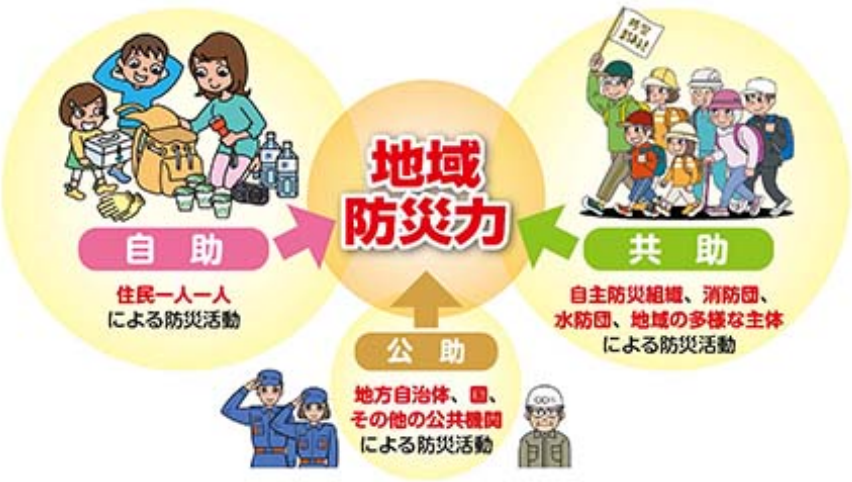 地域
防災力
自助
住民一人一人
による防災活動
共助
自主防災組織、消防団、
水防団、地域の多様な主体
による防災活動
公助
地方自治体、国、
その他の公共機関
による防災活動